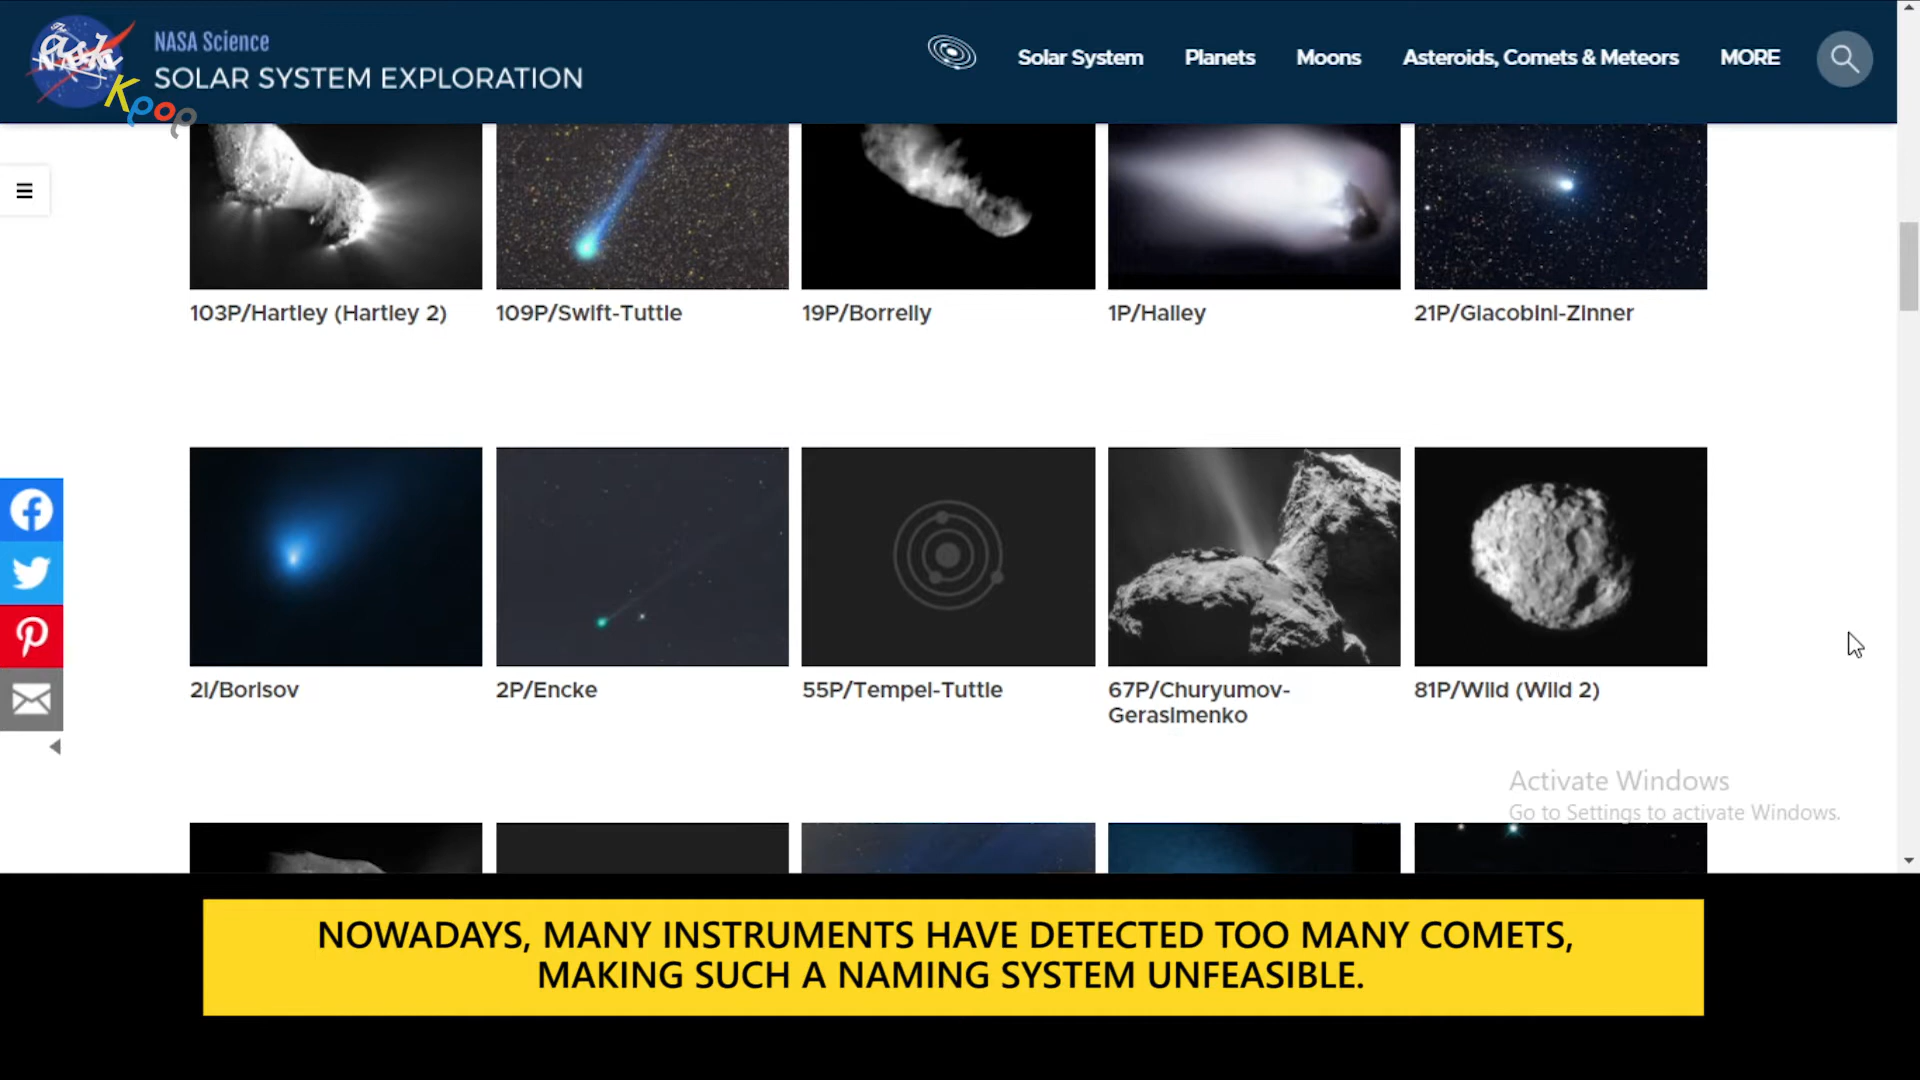 The
ask
Kpop
NASA Science
SOLAR SYSTEM EXPLORATION
Solar System
Planets
Moons
Asteroids, Comets & Meteors
MORE
103P/Hartley (Hartley 2)
109P/Swift-Tuttle
19P/Borrelly
1P/Halley
21P/Giacobini-Zinner
2I/Borisov
2P/Encke
55P/Tempel-Tuttle
67P/Churyumov-
Gerasimenko
81P/Wild (Wild 2)
Activate Windows
Go to Settings to activate Windows.
NOWADAYS, MANY INSTRUMENTS HAVE DETECTED TOO MANY COMETS,
MAKING SUCH A NAMING SYSTEM UNFEASIBLE.